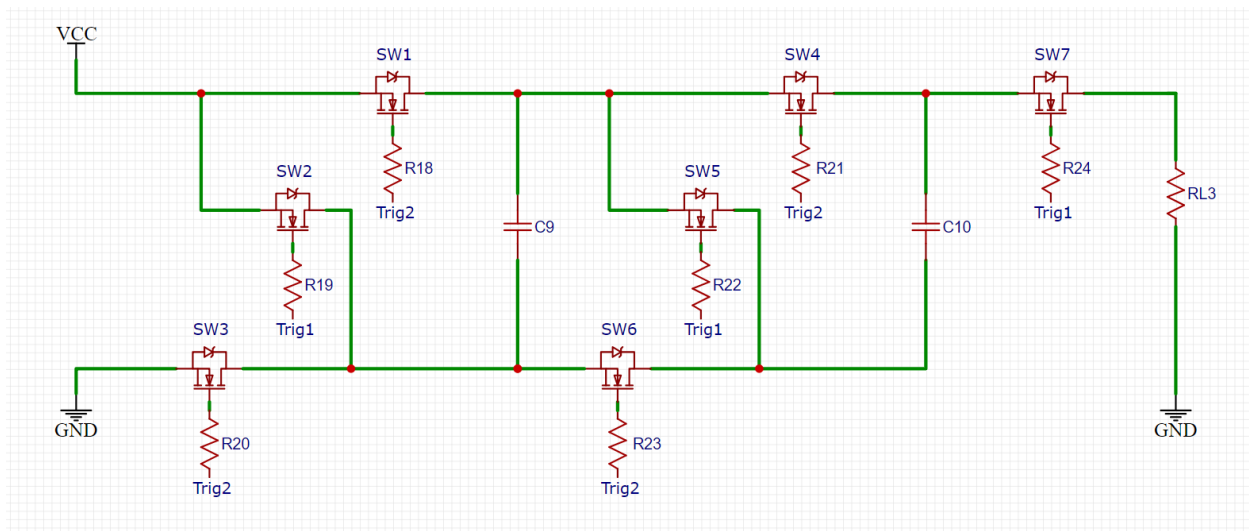 VCC
SW1
SW4
SW7
R18
R21
R24
SW2
SW5
RL3
Trig2
Trig2
Trig1
C9
C10
R19
R22
SW3
Trig1
SW6
Trig1
GND
GND
R20
R23
Trig2
Trig2